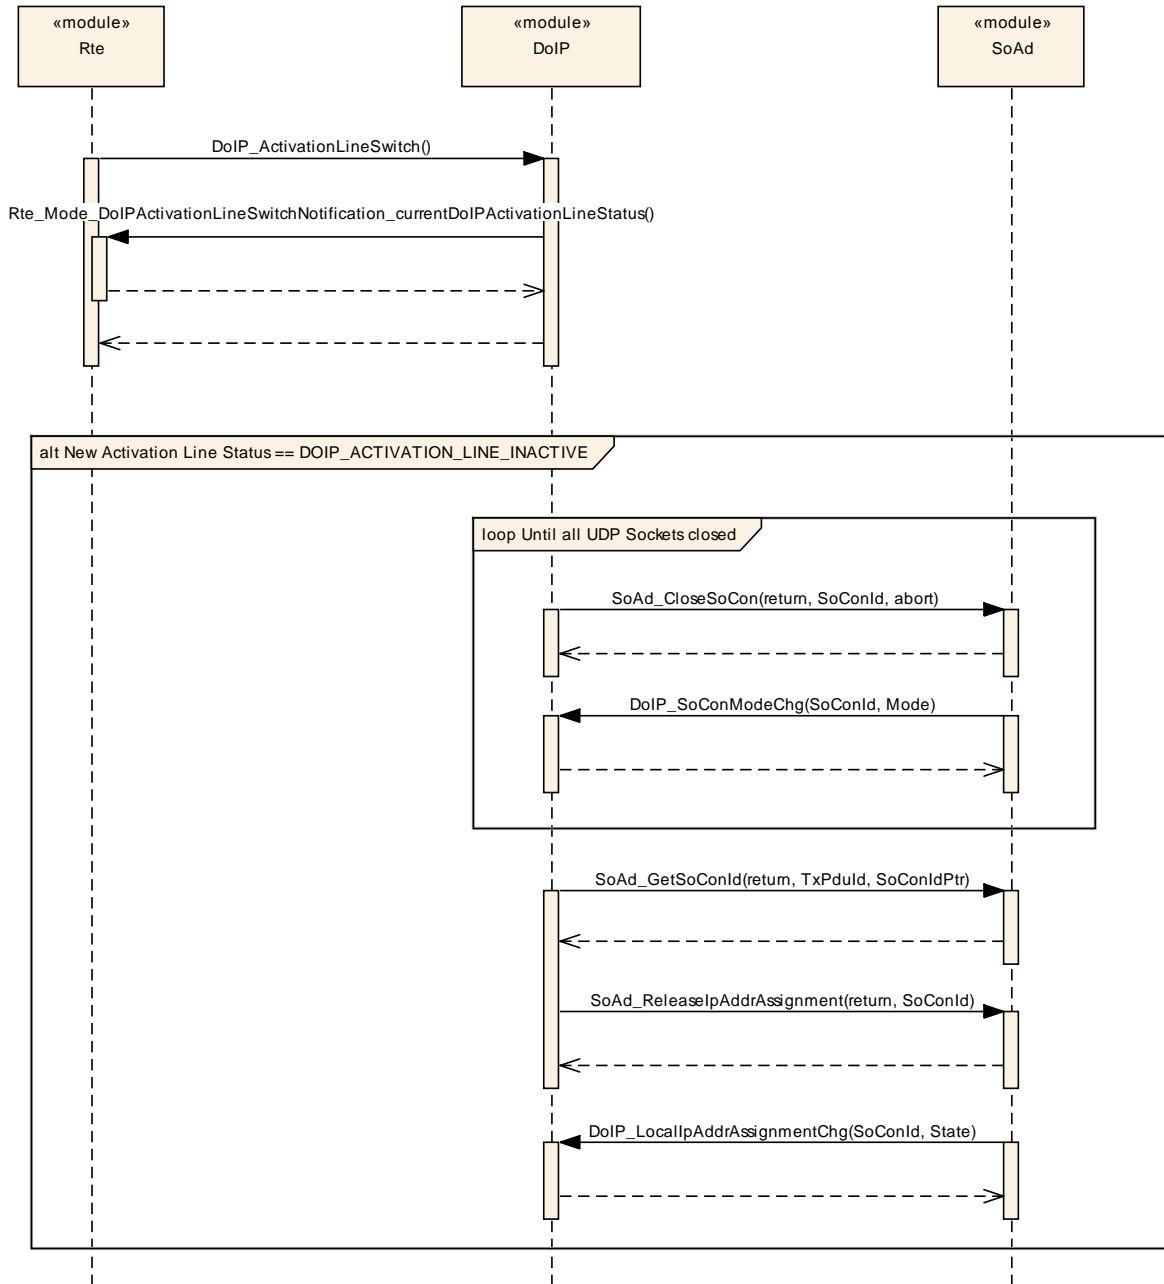 «module»
Rte
«module»
DoIP
«module»
SoAd
DoIP_ActivationLineSwitch()
Rte_Mode_DoIPActivationLineSwitchNotification_currentDoIPActivationLineStatus()
alt New Activation Line Status == DOIP_ACTIVATION_LINE_INACTIVE
loop Until all UDP Sockets closed
SoAd_CloseSoCon(return, SoConId, abort)
DoIP_SoConModeChg(SoConId, Mode)
SoAd_GetSoConId(return, TxPduId, SoConIdPtr)
SoAd_ReleaseIpAddrAssignment(return, SoConId)
DoIP_LocalIpAddrAssignmentChg(SoConId, State)